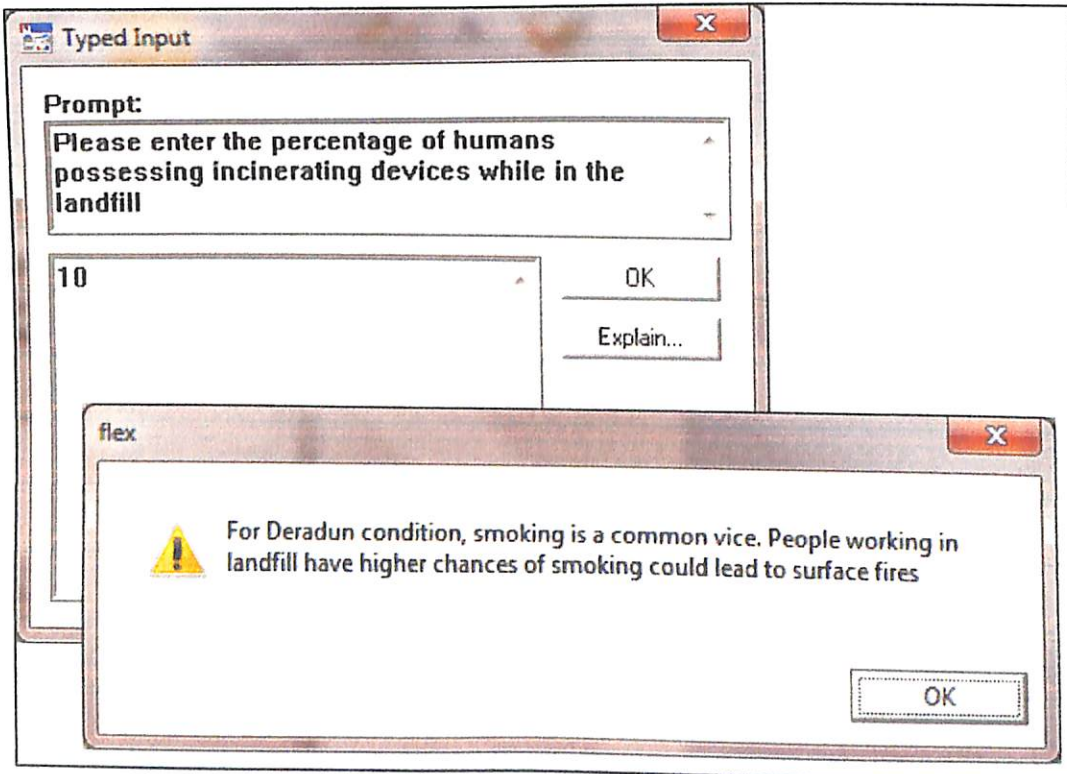 Typed Input
Prompt:
Please enter the percentage of humans
possessing incinerating devices while in the
landfill
10
OK
Explain...
flex
For Deradun condition, smoking is a common vice. People working in
landfill have higher chances of smoking could lead to surface fires
OK